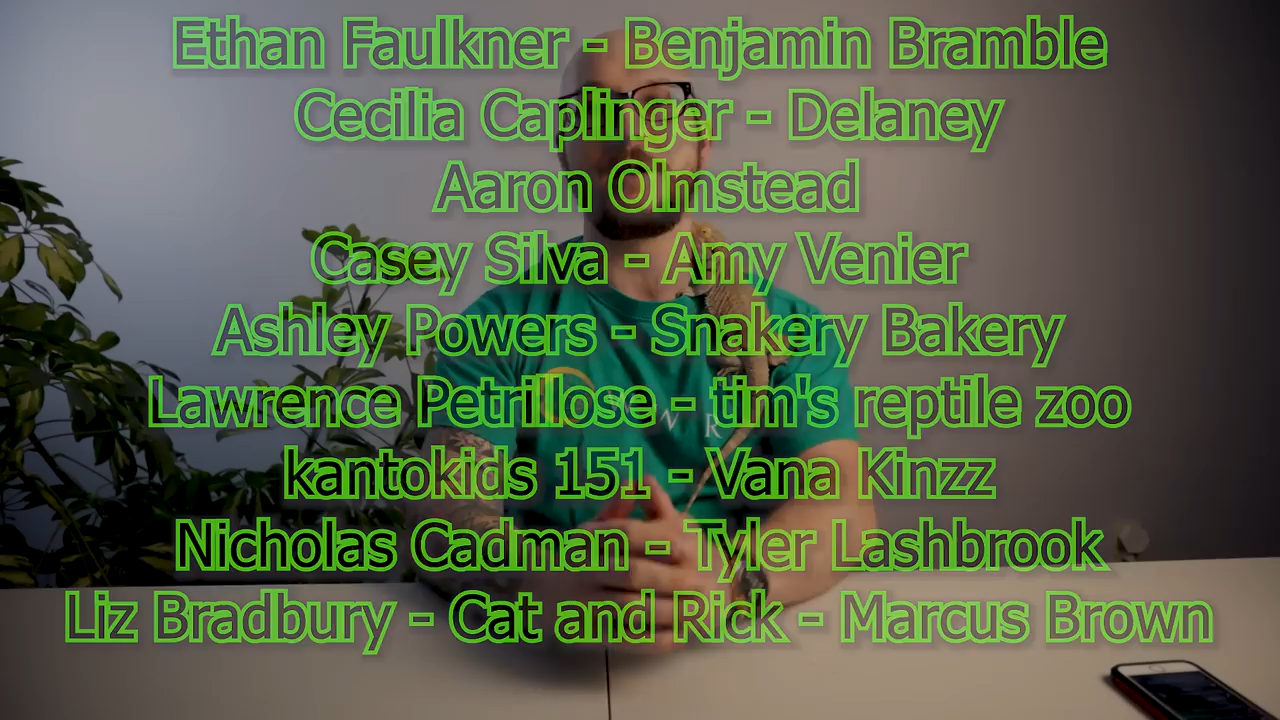 Ethan Faulkner - Benjamin Bramble
Cecilia Caplinger - Delaney
Aaron Olmstead
Casey Silva - Amy Venier
Ashley Powers - Snakery Bakery
Lawrence Petrillose - tim's reptile zoo
kantokids 151 - Vana Kinzz
Nicholas Cadman - Tyler Lashbrook
Liz Bradbury - Cat and Rick - Marcus Brown